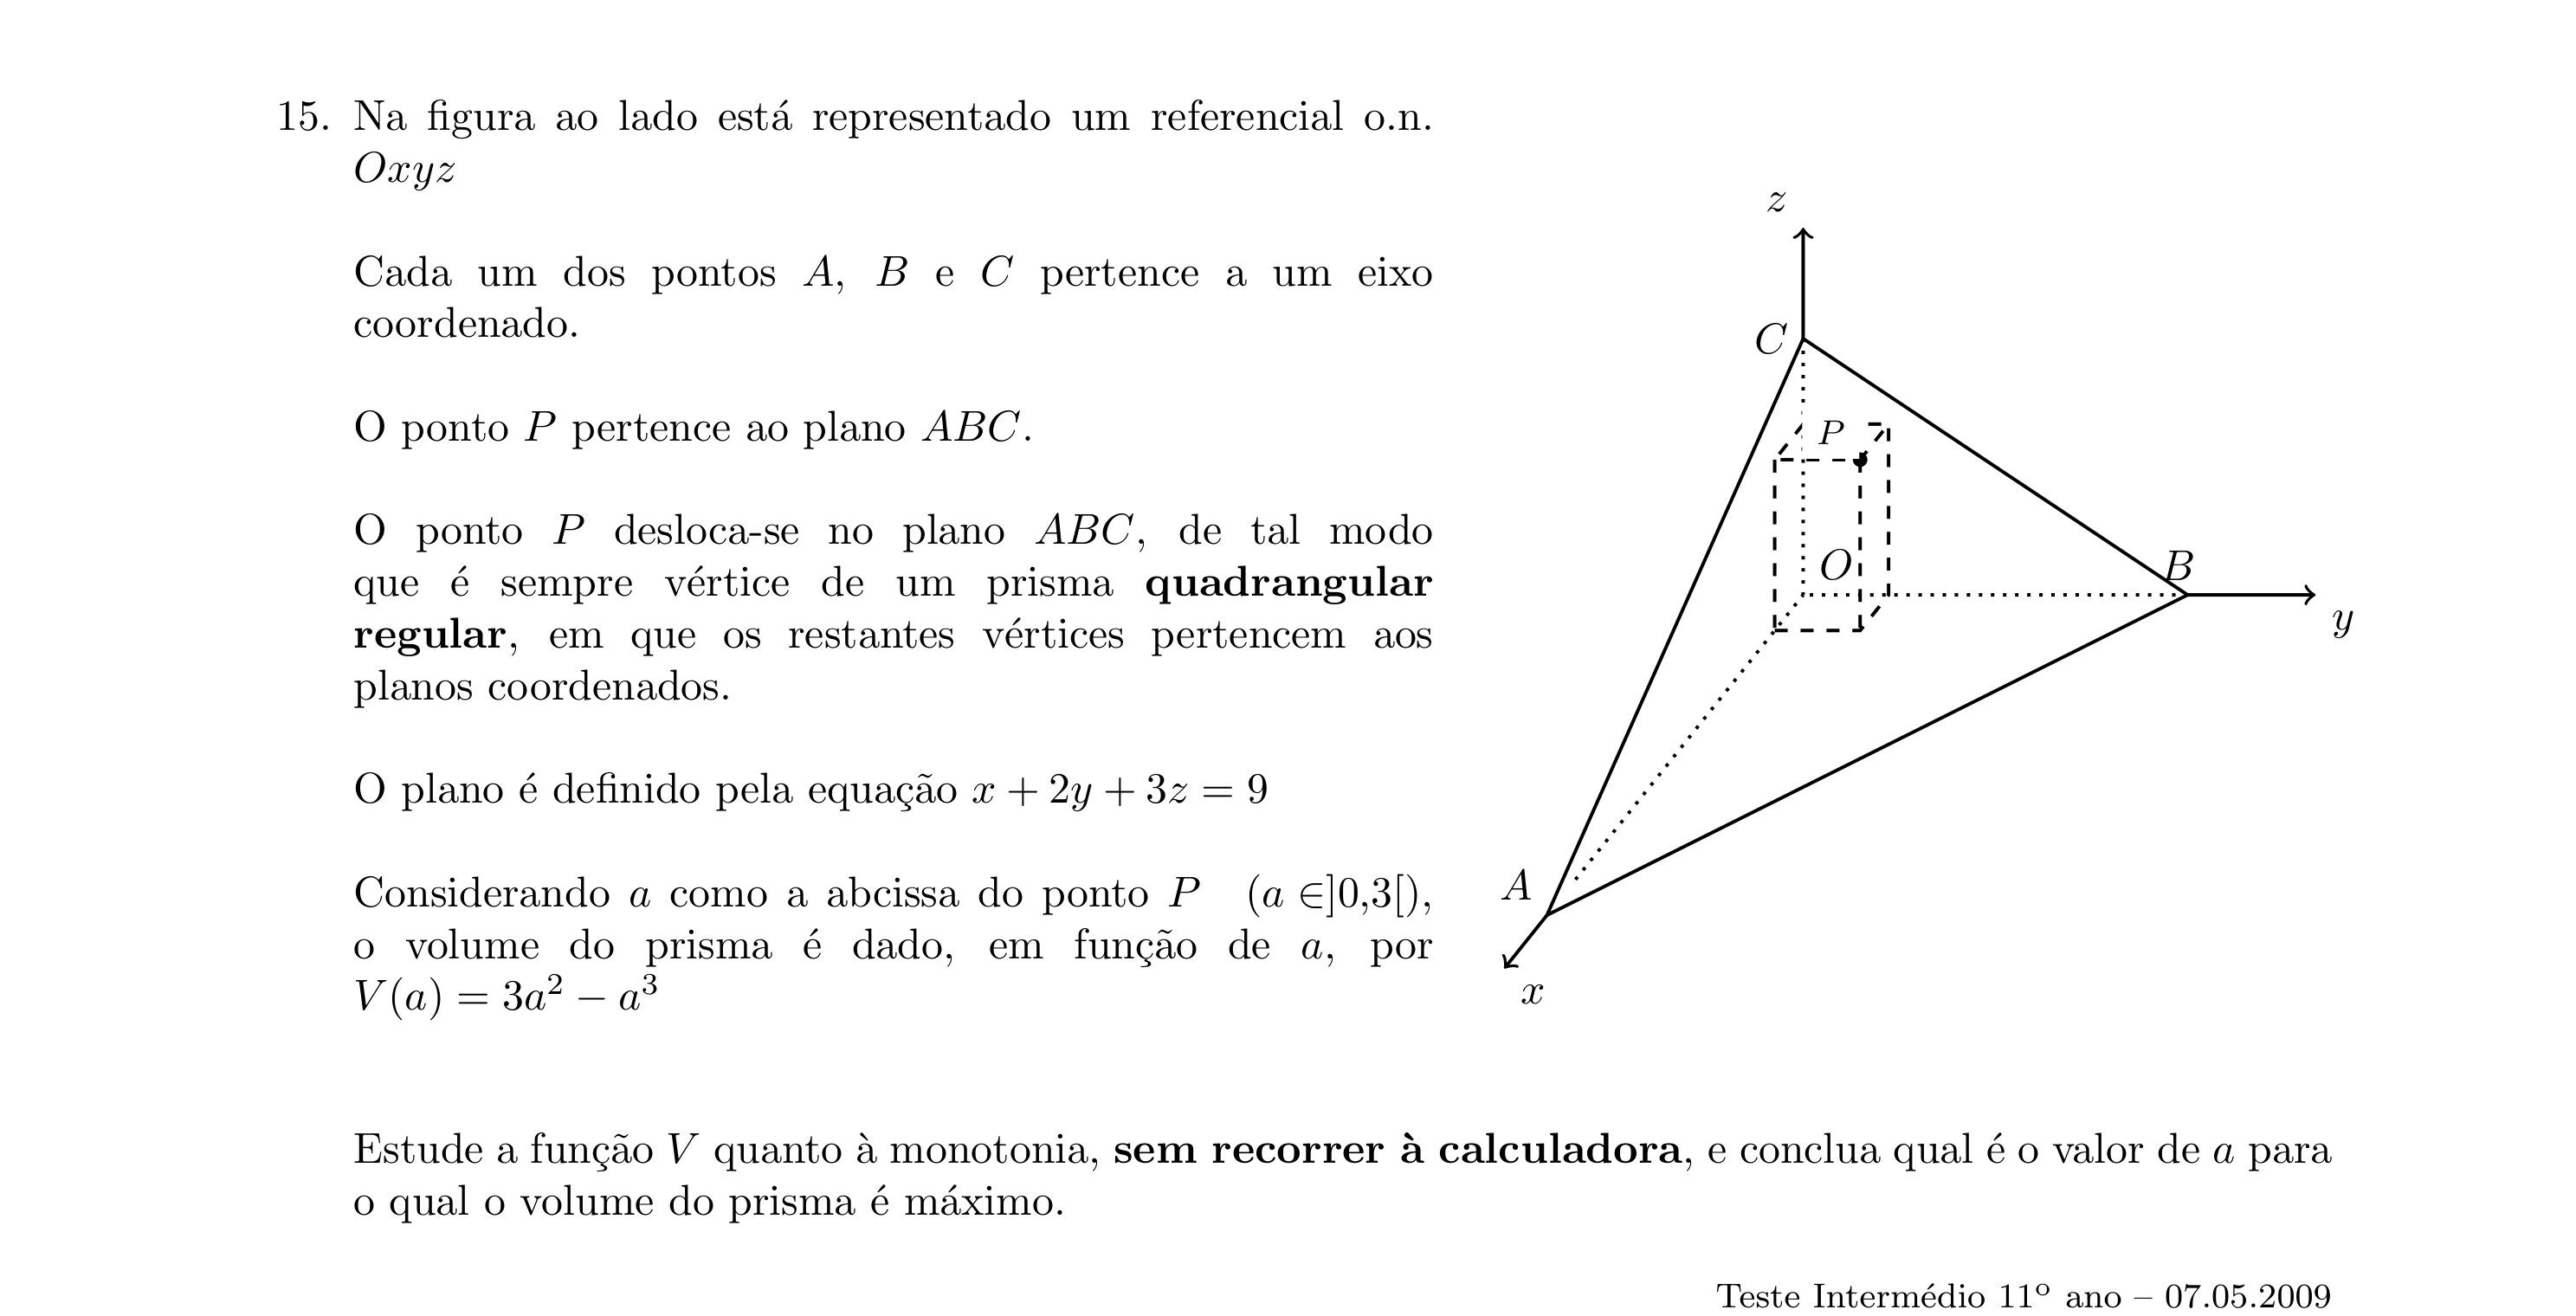 15. Na figura ao lado está representado um referencial o.n.
Oxyz
Cada um dos pontos A, B e C pertence a um eixo
coordenado.
O ponto P pertence ao plano ABC.
O ponto P desloca-se no plano ABC, de tal modo
que é sempre vértice de um prisma quadrangular
regular, em que os restantes vértices pertencem aos
planos coordenados.
O plano é definido pela equação x + 2y + 3z = 9
Considerando a como a abcissa do ponto P (a ∈]0,3[),
o volume do prisma é dado, em função de a, por
V(a) = 3a² − a³
z
C
P
O
B
y
A
x
Estude a função V quanto à monotonia, sem recorrer à calculadora, e conclua qual é o valor de a para
o qual o volume do prisma é máximo.
Teste Intermédio 11º ano – 07.05.2009